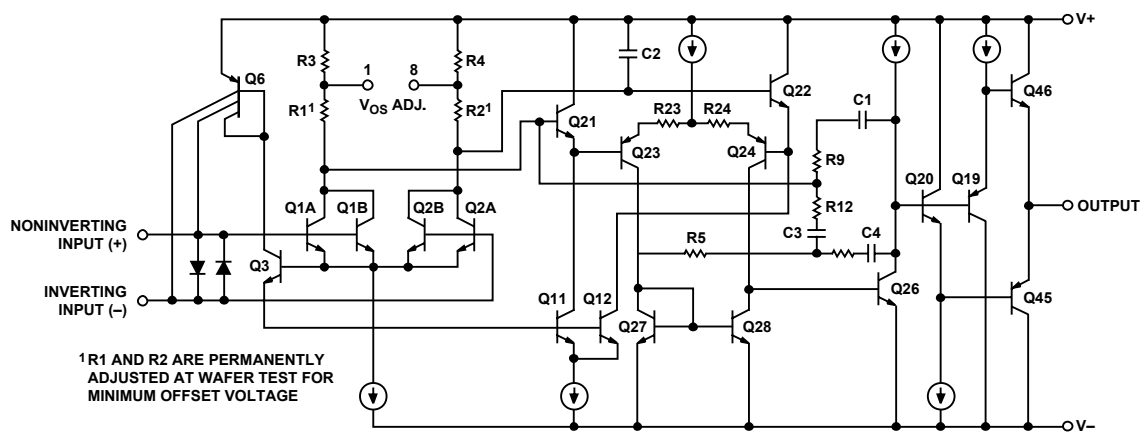 V+
R3
R4
C2
Q6
1
8
VOS ADJ.
R1¹
R2¹
Q22
Q46
C1
Q21
R23
R24
Q23
Q24
R9
Q20
Q19
Q1A
Q1B
Q2B
Q2A
R12
OUTPUT
NONINVERTING
INPUT (+)
C3
C4
R5
Q3
INVERTING
INPUT (–)
Q11
Q12
Q27
Q28
Q26
Q45
¹R1 AND R2 ARE PERMANENTLY
ADJUSTED AT WAFER TEST FOR
MINIMUM OFFSET VOLTAGE
V–